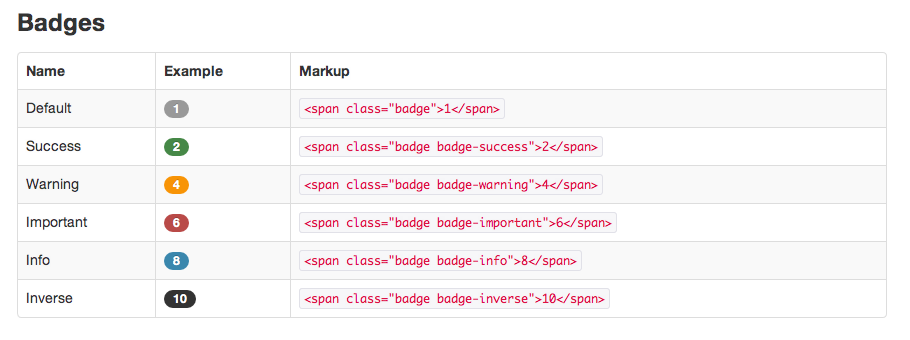 Badges
Name Example Markup
Default 1 <span class="badge">1</span>
Success 2 <span class="badge badge-success">2</span>
Warning 4 <span class="badge badge-warning">4</span>
Important 6 <span class="badge badge-important">6</span>
Info 8 <span class="badge badge-info">8</span>
Inverse 10 <span class="badge badge-inverse">10</span>